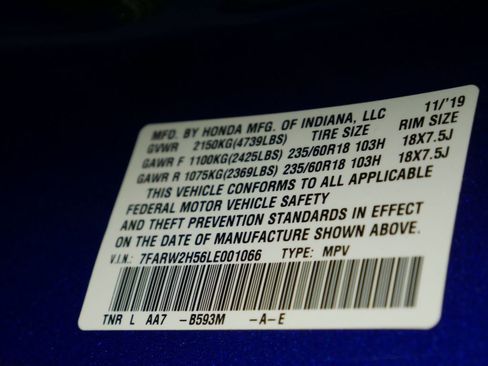 MFD. BY HONDA MFG. OF INDIANA, LLC 11/'19
GVWR 2150KG(4739LBS) TIRE SIZE RIM SIZE
GAWR F 1100KG(2425LBS) 235/60R18 103H 18X7.5J
GAWR R 1075KG(2369LBS) 235/60R18 103H 18X7.5J
THIS VEHICLE CONFORMS TO ALL APPLICABLE
FEDERAL MOTOR VEHICLE SAFETY
AND THEFT PREVENTION STANDARDS IN EFFECT
ON THE DATE OF MANUFACTURE SHOWN ABOVE.
V.I.N.: 7FARW2H56LE001066 TYPE: MPV
TNR L AA7 -B593M -A-E